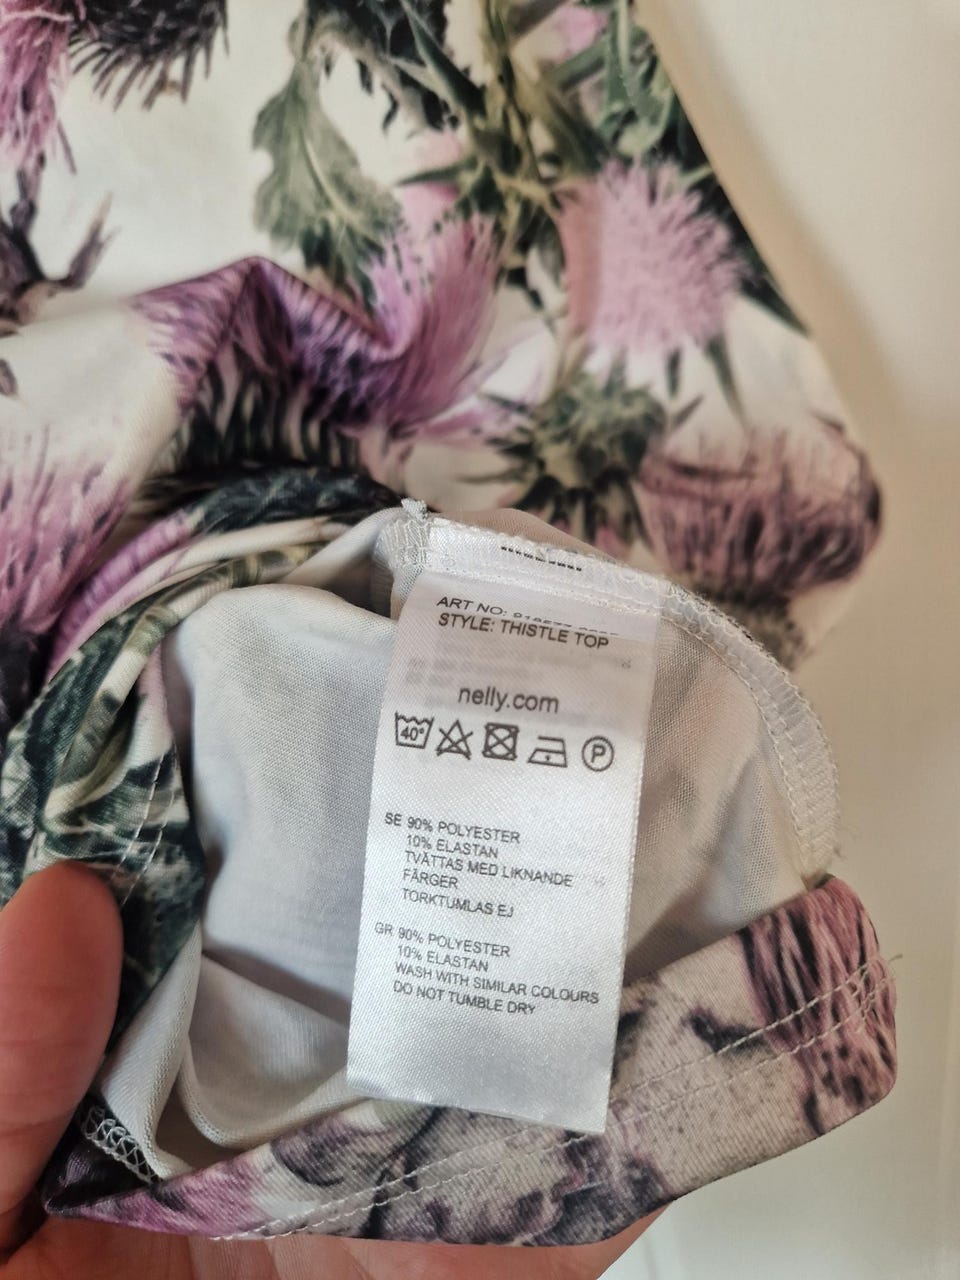 ART NO:
STYLE: THISTLE TOP
nelly.com
40° P
SE 90% POLYESTER
10% ELASTAN
TVÄTTAS MED LIKNANDE
FÄRGER
TORKTUMLAS EJ
GR 90% POLYESTER
10% ELASTAN
WASH WITH SIMILAR COLOURS
DO NOT TUMBLE DRY